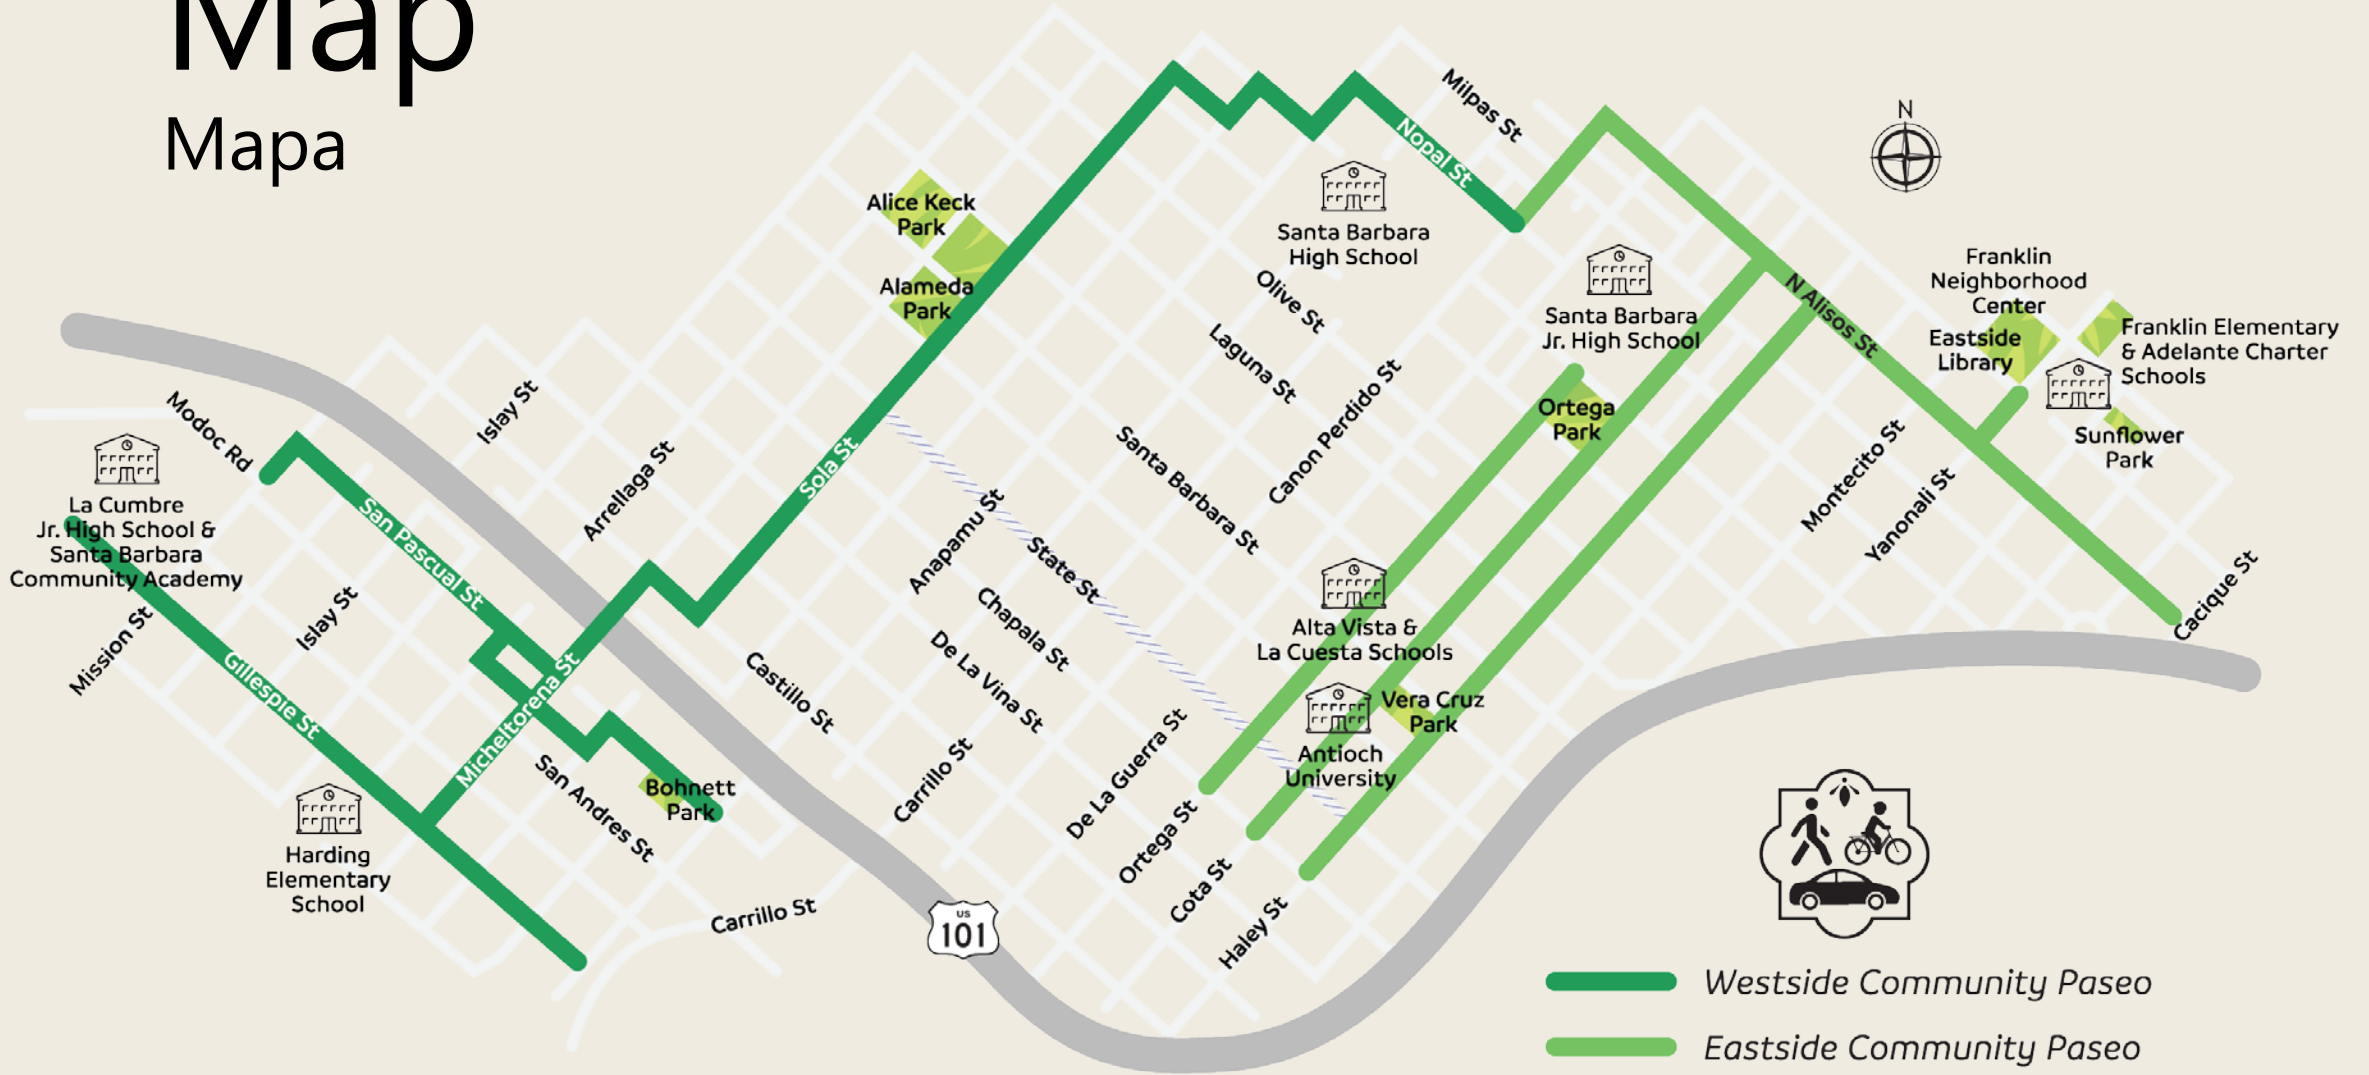 Map
Mapa
Milpas St
Nopal St
N
Alice Keck
Park
Alameda
Park
Santa Barbara
High School
Olive St
Laguna St
Santa Barbara
Jr. High School
N Alisos St
Franklin
Neighborhood
Center
Eastside
Library
Franklin Elementary
& Adelante Charter
Schools
Sunflower
Park
Modoc Rd
Islay St
Arrellaga St
Sola St
Santa Barbara St
Canon Perdido St
Ortega
Park
Montecito St
Yanonali St
Cacique St
La Cumbre
Jr. High School &
Santa Barbara
Community Academy
San Pascual St
Mission St
Islay St
Gillespie St
Micheltorena St
Anapamu St
State St
Chapala St
De La Vina St
Castillo St
Alta Vista &
La Cuesta Schools
Vera Cruz
Park
Antioch
University
De La Guerra St
Carrillo St
Ortega St
Cota St
Haley St
San Andres St
Bohnett
Park
Harding
Elementary
School
Carrillo St
US
101
Westside Community Paseo
Eastside Community Paseo